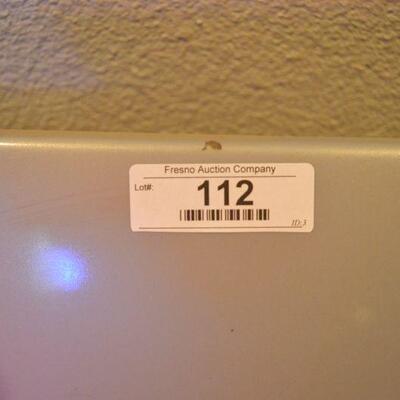 Fresno Auction Company
Lot#: 112
ID:3